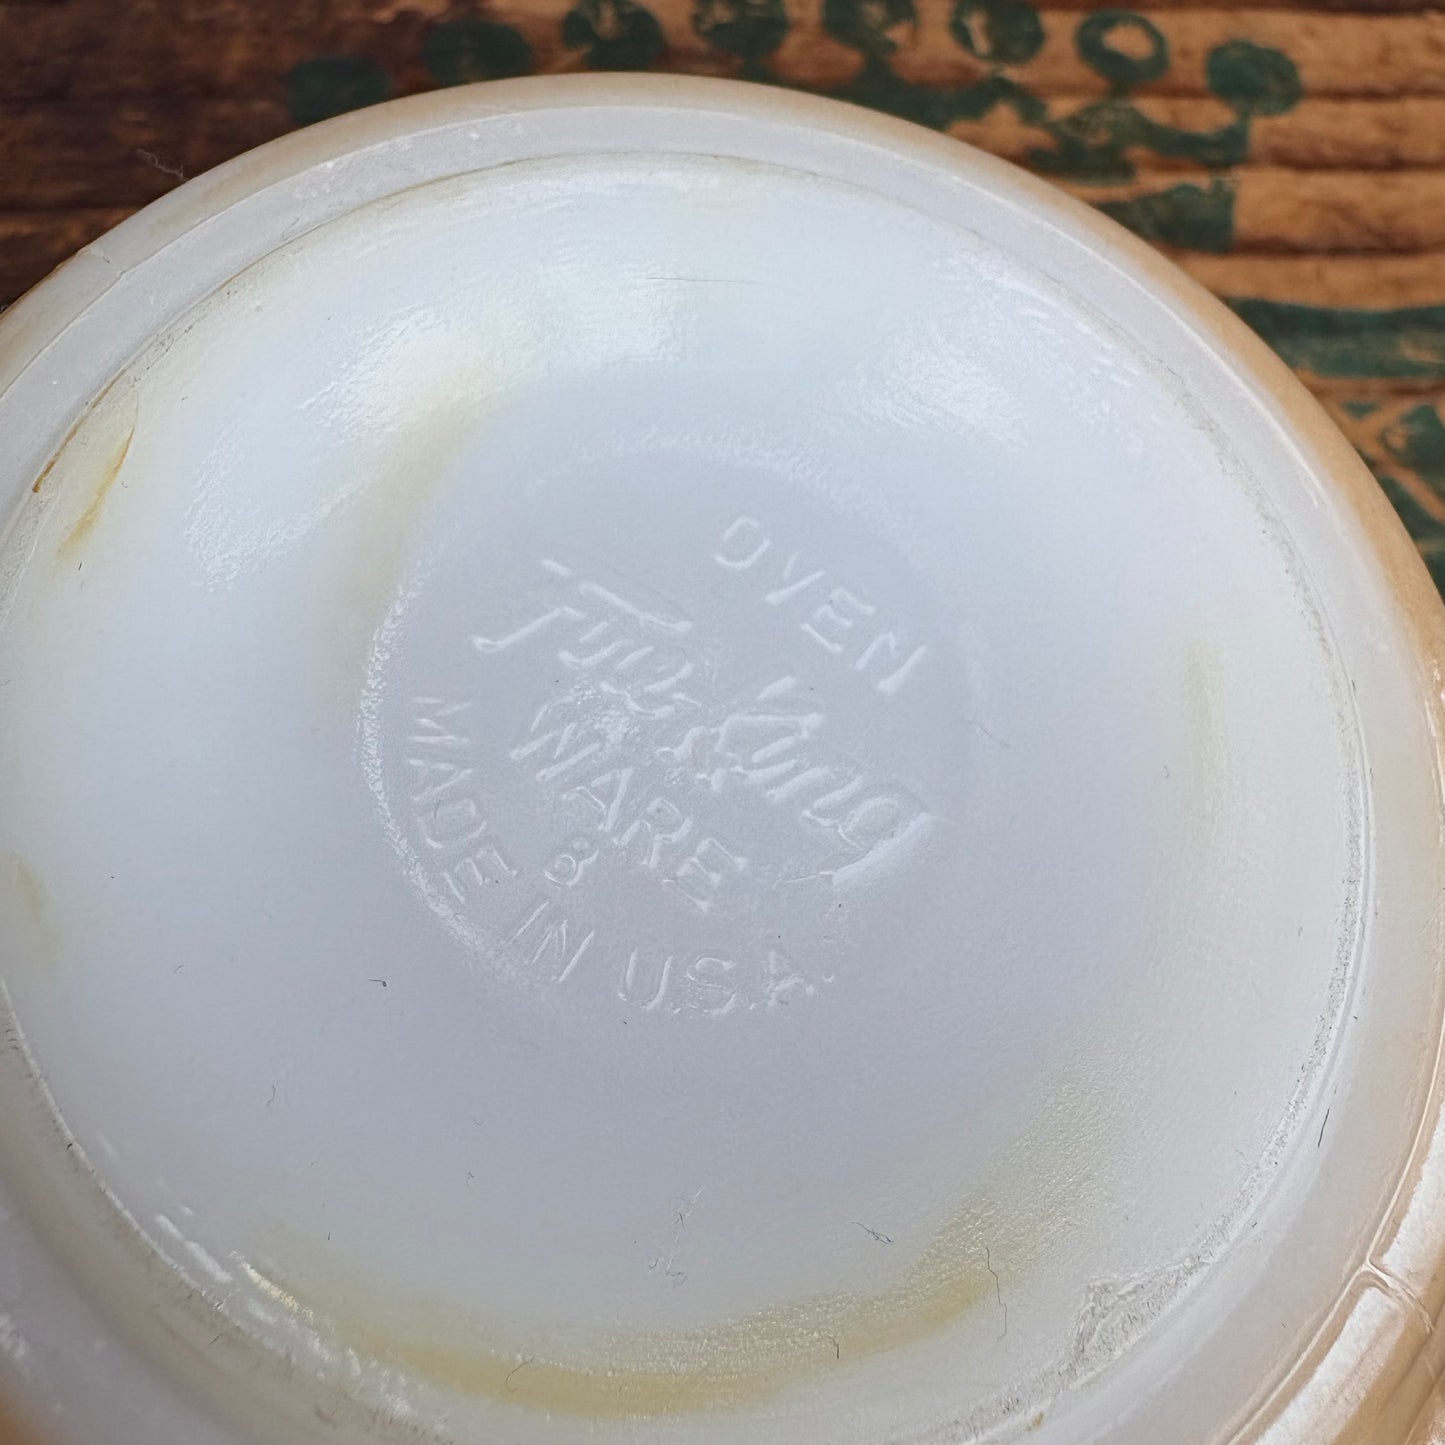 OVEN
Fire-King
WARE
8
MADE IN U.S.A.